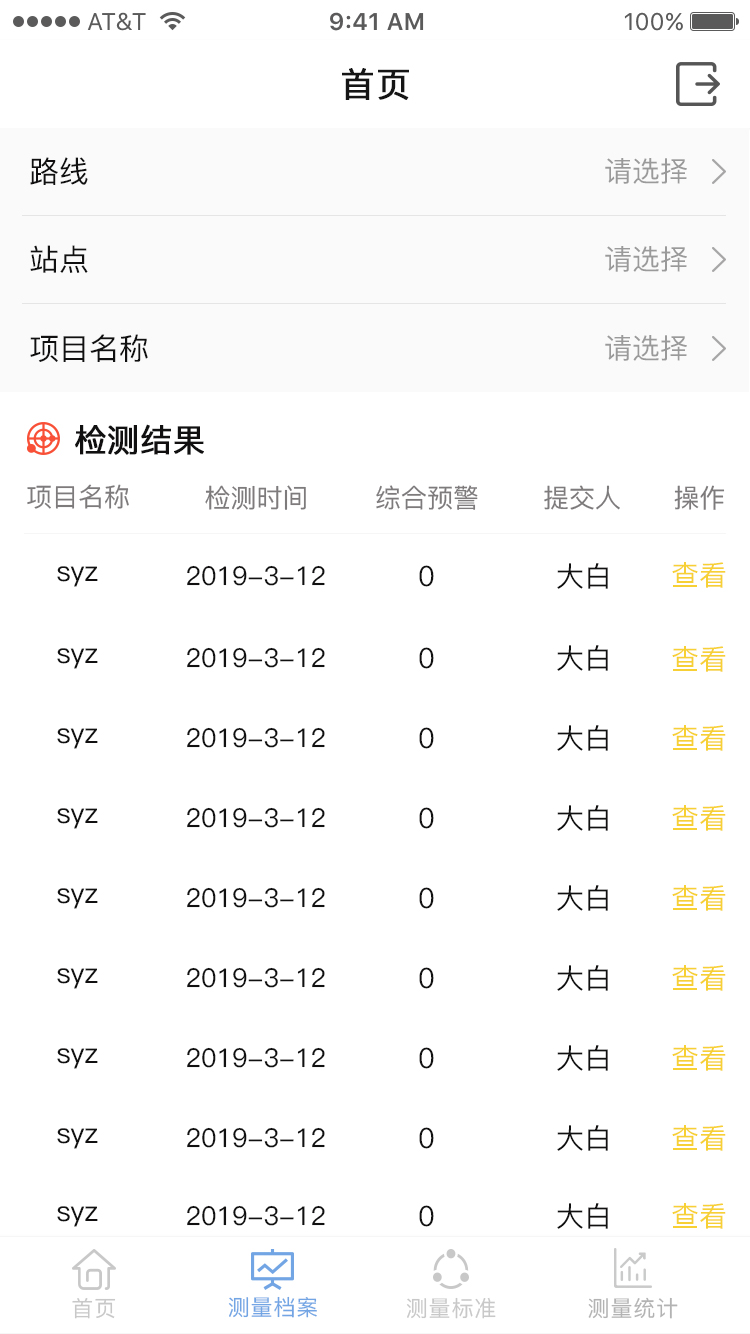 AT&T 9:41 AM 100%
首页
路线 请选择
站点 请选择
项目名称 请选择
检测结果
项目名称 检测时间 综合预警 提交人 操作
syz 2019-3-12 0 大白 查看
syz 2019-3-12 0 大白 查看
syz 2019-3-12 0 大白 查看
syz 2019-3-12 0 大白 查看
syz 2019-3-12 0 大白 查看
syz 2019-3-12 0 大白 查看
syz 2019-3-12 0 大白 查看
syz 2019-3-12 0 大白 查看
syz 2019-3-12 0 大白 查看
首页 测量档案 测量标准 测量统计